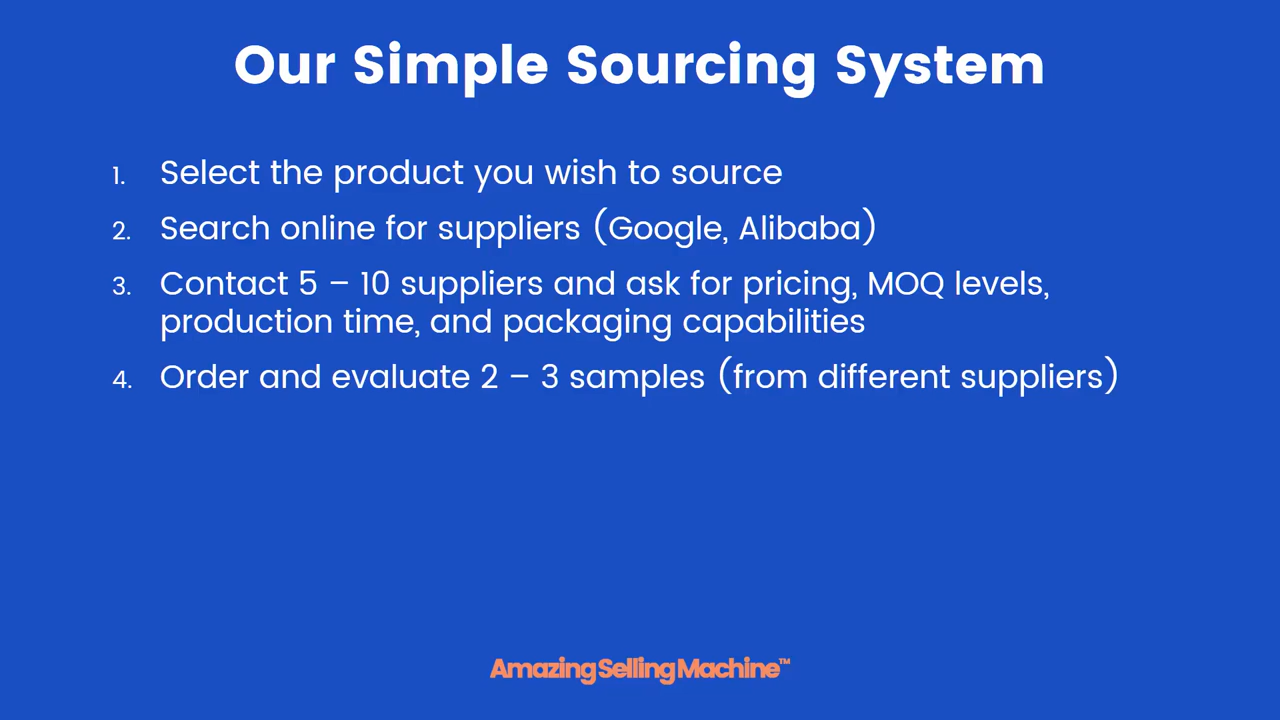 Our Simple Sourcing System
1. Select the product you wish to source
2. Search online for suppliers (Google, Alibaba)
3. Contact 5 – 10 suppliers and ask for pricing, MOQ levels,
production time, and packaging capabilities
4. Order and evaluate 2 – 3 samples (from different suppliers)
AmazingSellingMachine™